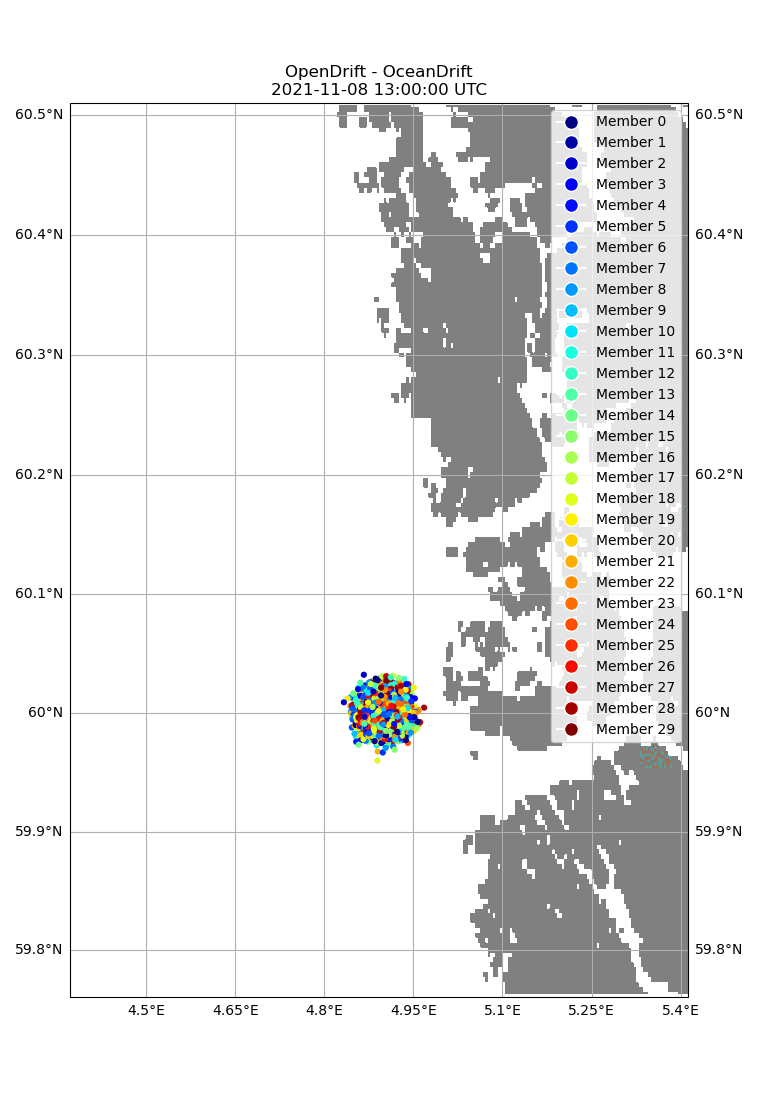 OpenDrift - OceanDrift
2021-11-08 13:00:00 UTC
60.5°N
60.5°N
60.4°N
60.4°N
60.3°N
60.3°N
60.2°N
60.2°N
60.1°N
60.1°N
60°N
60°N
59.9°N
59.9°N
59.8°N
59.8°N
Member 0
Member 1
Member 2
Member 3
Member 4
Member 5
Member 6
Member 7
Member 8
Member 9
Member 10
Member 11
Member 12
Member 13
Member 14
Member 15
Member 16
Member 17
Member 18
Member 19
Member 20
Member 21
Member 22
Member 23
Member 24
Member 25
Member 26
Member 27
Member 28
Member 29
4.5°E 4.65°E 4.8°E 4.95°E 5.1°E 5.25°E 5.4°E